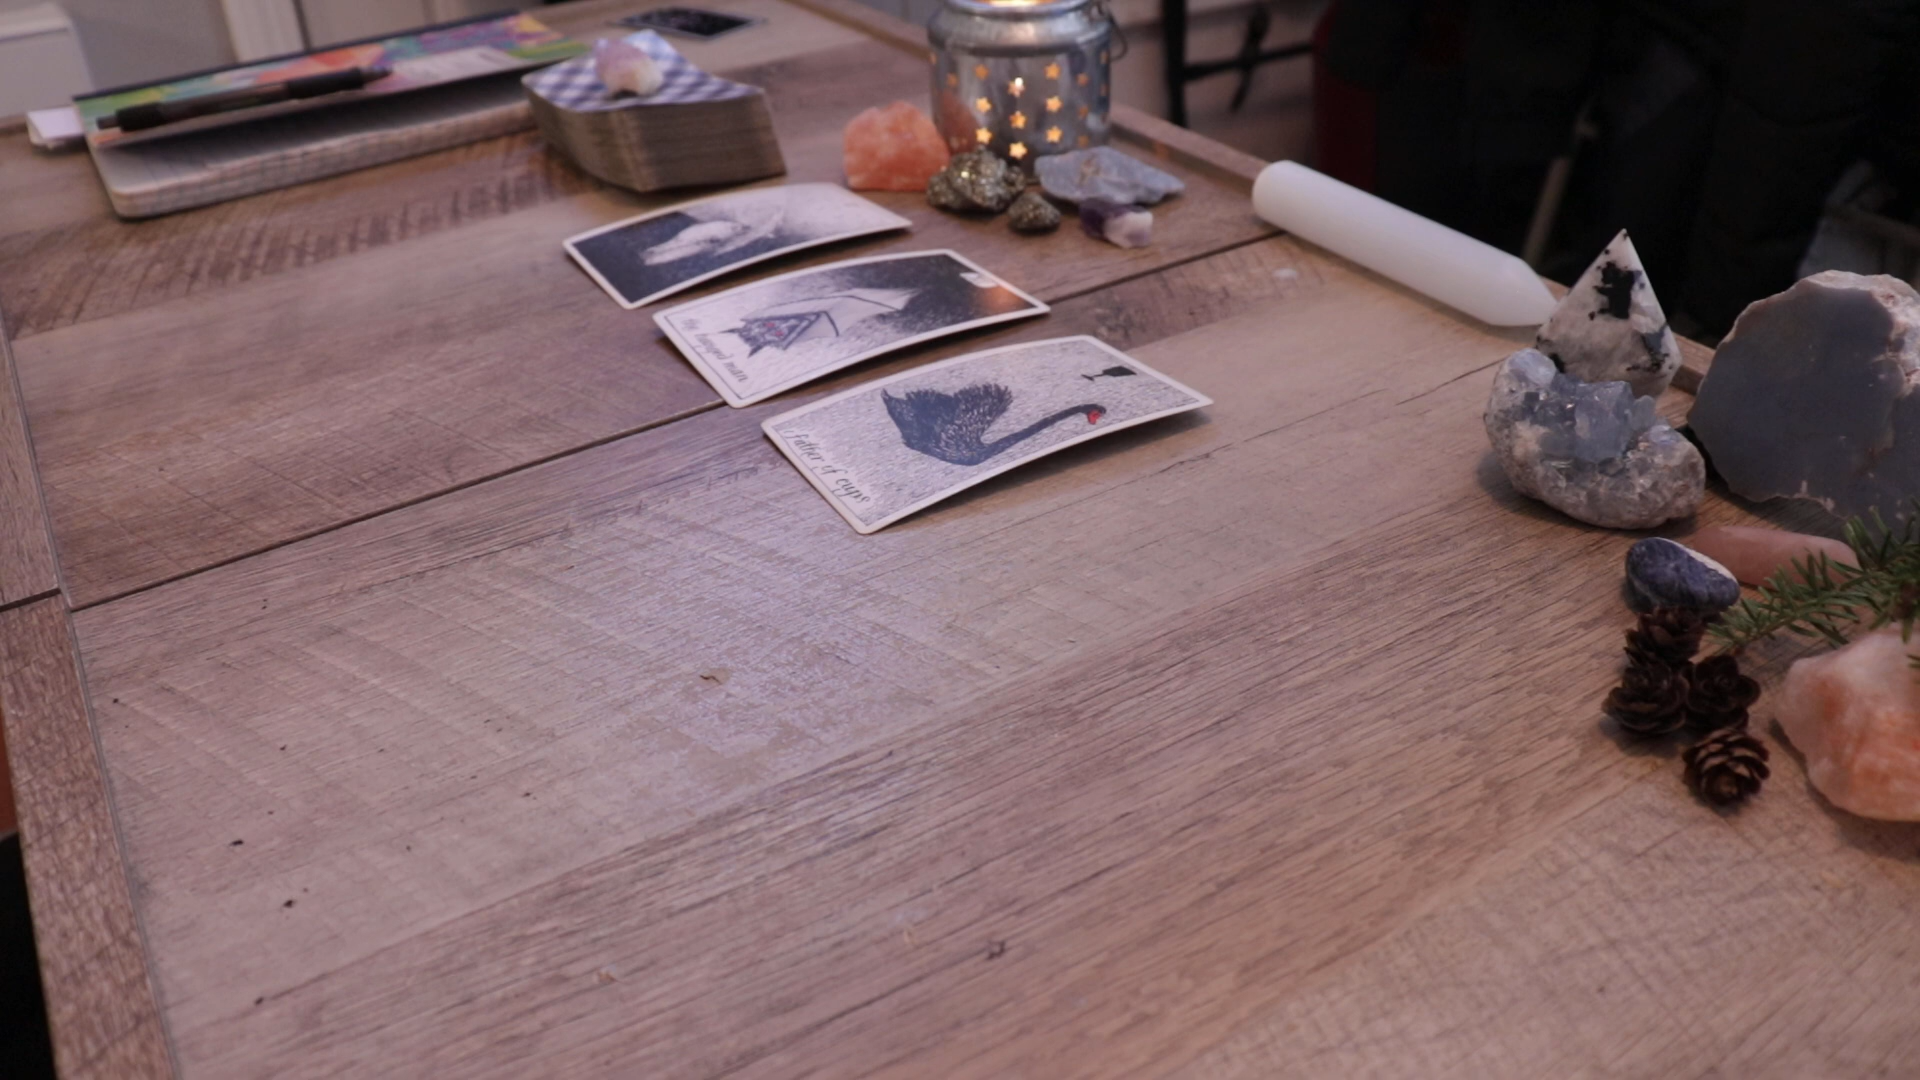 the hanged man
father of cups